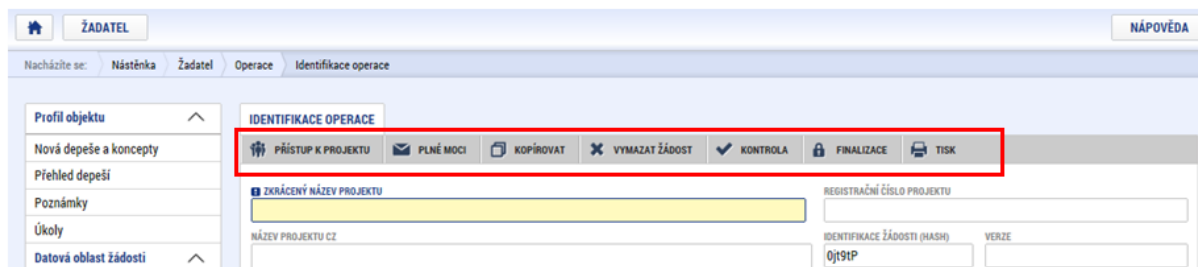 ŽADATEL NÁPOVĚDA
Nacházíte se: Nástěnka Žadatel Operace Identifikace operace
Profil objektu
Nová depeše a koncepty
Přehled depeší
Poznámky
Úkoly
Datová oblast žádosti
IDENTIFIKACE OPERACE
PŘÍSTUP K PROJEKTU PLNÉ MOCI KOPÍROVAT VYMAZAT ŽÁDOST KONTROLA FINALIZACE TISK
ZKRÁCENÝ NÁZEV PROJEKTU REGISTRAČNÍ ČÍSLO PROJEKTU
NÁZEV PROJEKTU CZ IDENTIFIKACE ŽÁDOSTI (HASH) VERZE
0jt9tP